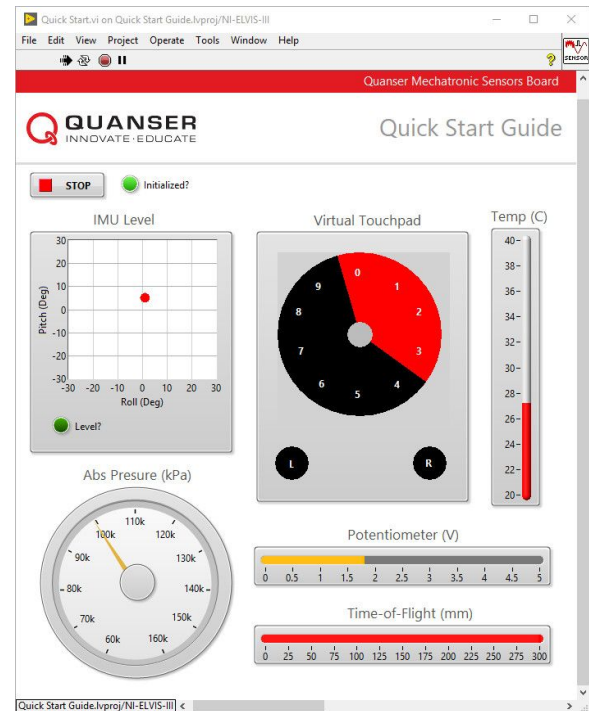 Quick Start.vi on Quick Start Guide.lvproj/NI-ELVIS-III
File Edit View Project Operate Tools Window Help
SENSOR
Quanser Mechatronic Sensors Board
QUANSER
INNOVATE·EDUCATE
Quick Start Guide
STOP
Initialized?
IMU Level
Pitch (Deg)
30
20
10
0
-10
-20
-30
-30 -20 -10 0 10 20 30
Roll (Deg)
Level?
Virtual Touchpad
0
1
2
3
4
5
6
7
8
9
L
R
Temp (C)
40
38
36
34
32
30
28
26
24
22
20
Abs Presure (kPa)
60k
70k
80k
90k
100k
110k
120k
130k
140k
150k
160k
Potentiometer (V)
0 0.5 1 1.5 2 2.5 3 3.5 4 4.5 5
Time-of-Flight (mm)
0 25 50 75 100 125 150 175 200 225 250 275 300
Quick Start Guide.lvproj/NI-ELVIS-III